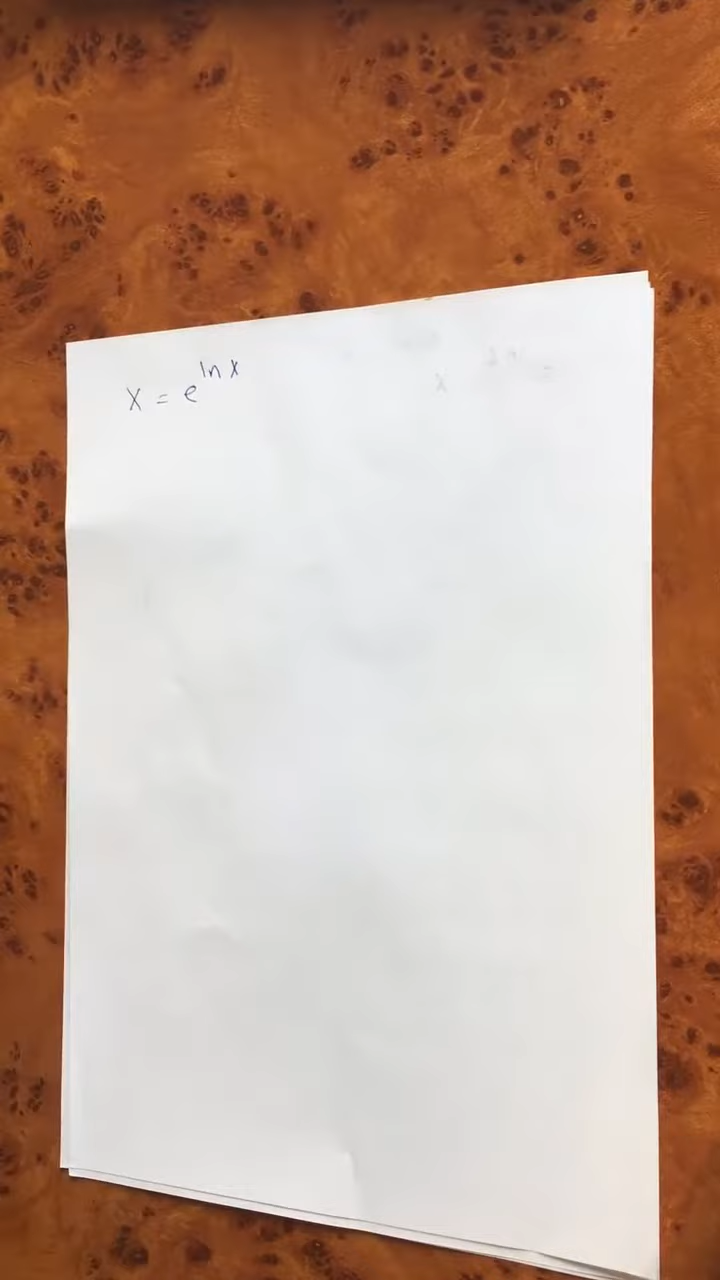 x = e^ln x